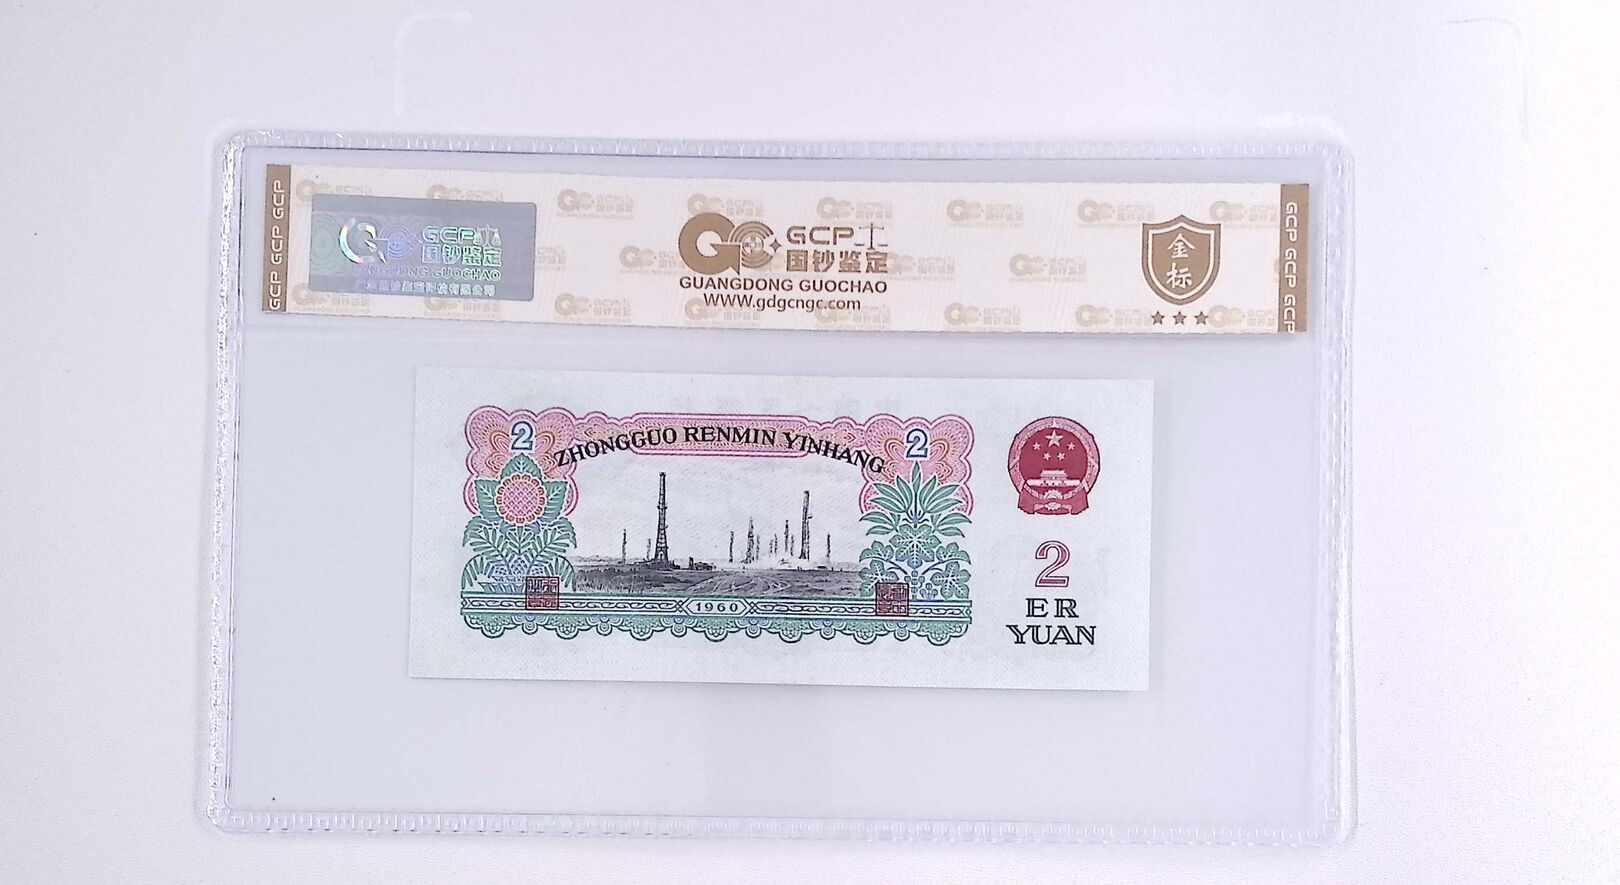 GCP GCP GCP
GCP
国钞鉴定
GUANGDONG GUOCHAO
GCP
国钞鉴定
GUANGDONG GUOCHAO
WWW.gdgcngc.com
金
标
GCP GCP GCP
2
ZHONGGUO RENMIN YINHANG
2
1960
2
ER
YUAN